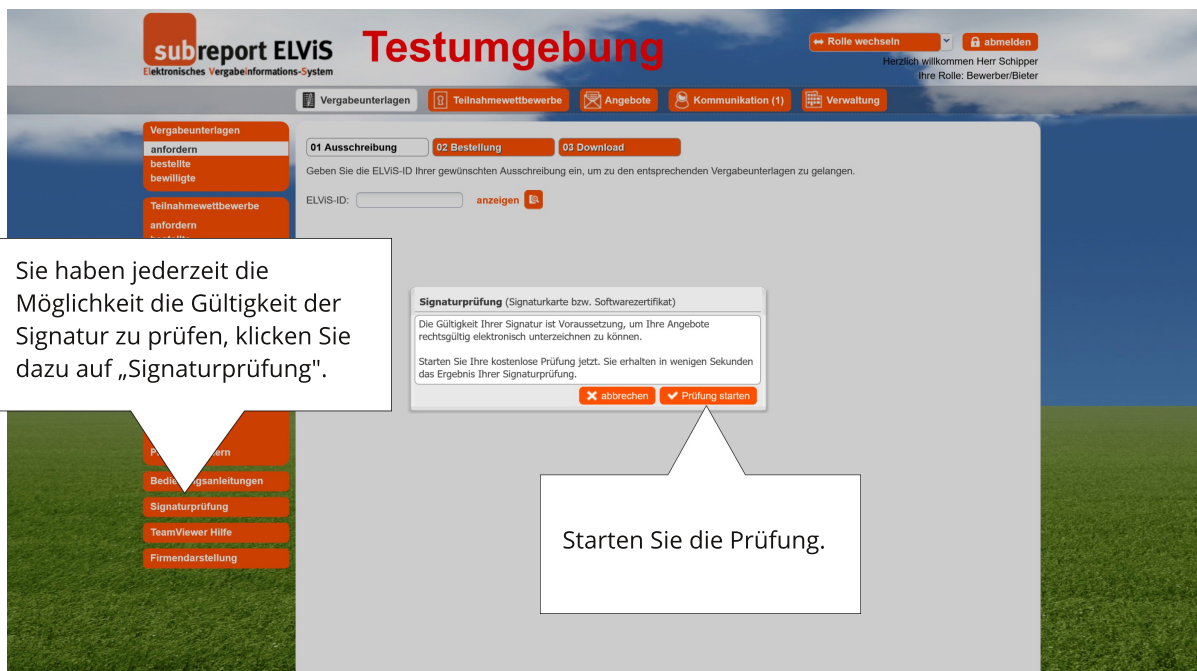 subreport ELViS
Elektronisches Vergabeinformations-System
Testumgebung
Rolle wechseln
abmelden
Herzlich willkommen Herr Schipper
Ihre Rolle: Bewerber/Bieter
Vergabeunterlagen
Teilnahmewettbewerbe
Angebote
Kommunikation (1)
Verwaltung
Vergabeunterlagen
anfordern
bestellte
bewilligte
Teilnahmewettbewerbe
anfordern
01 Ausschreibung
02 Bestellung
03 Download
Geben Sie die ELViS-ID Ihrer gewünschten Ausschreibung ein, um zu den entsprechenden Vergabeunterlagen zu gelangen.
ELViS-ID:
anzeigen
Sie haben jederzeit die
Möglichkeit die Gültigkeit der
Signatur zu prüfen, klicken Sie
dazu auf „Signaturprüfung".
Signaturprüfung (Signaturkarte bzw. Softwarezertifikat)
Die Gültigkeit Ihrer Signatur ist Voraussetzung, um Ihre Angebote
rechtsgültig elektronisch unterzeichnen zu können.
Starten Sie Ihre kostenlose Prüfung jetzt. Sie erhalten in wenigen Sekunden
das Ergebnis Ihrer Signaturprüfung.
abbrechen
Prüfung starten
Signaturprüfung
TeamViewer Hilfe
Firmendarstellung
Starten Sie die Prüfung.